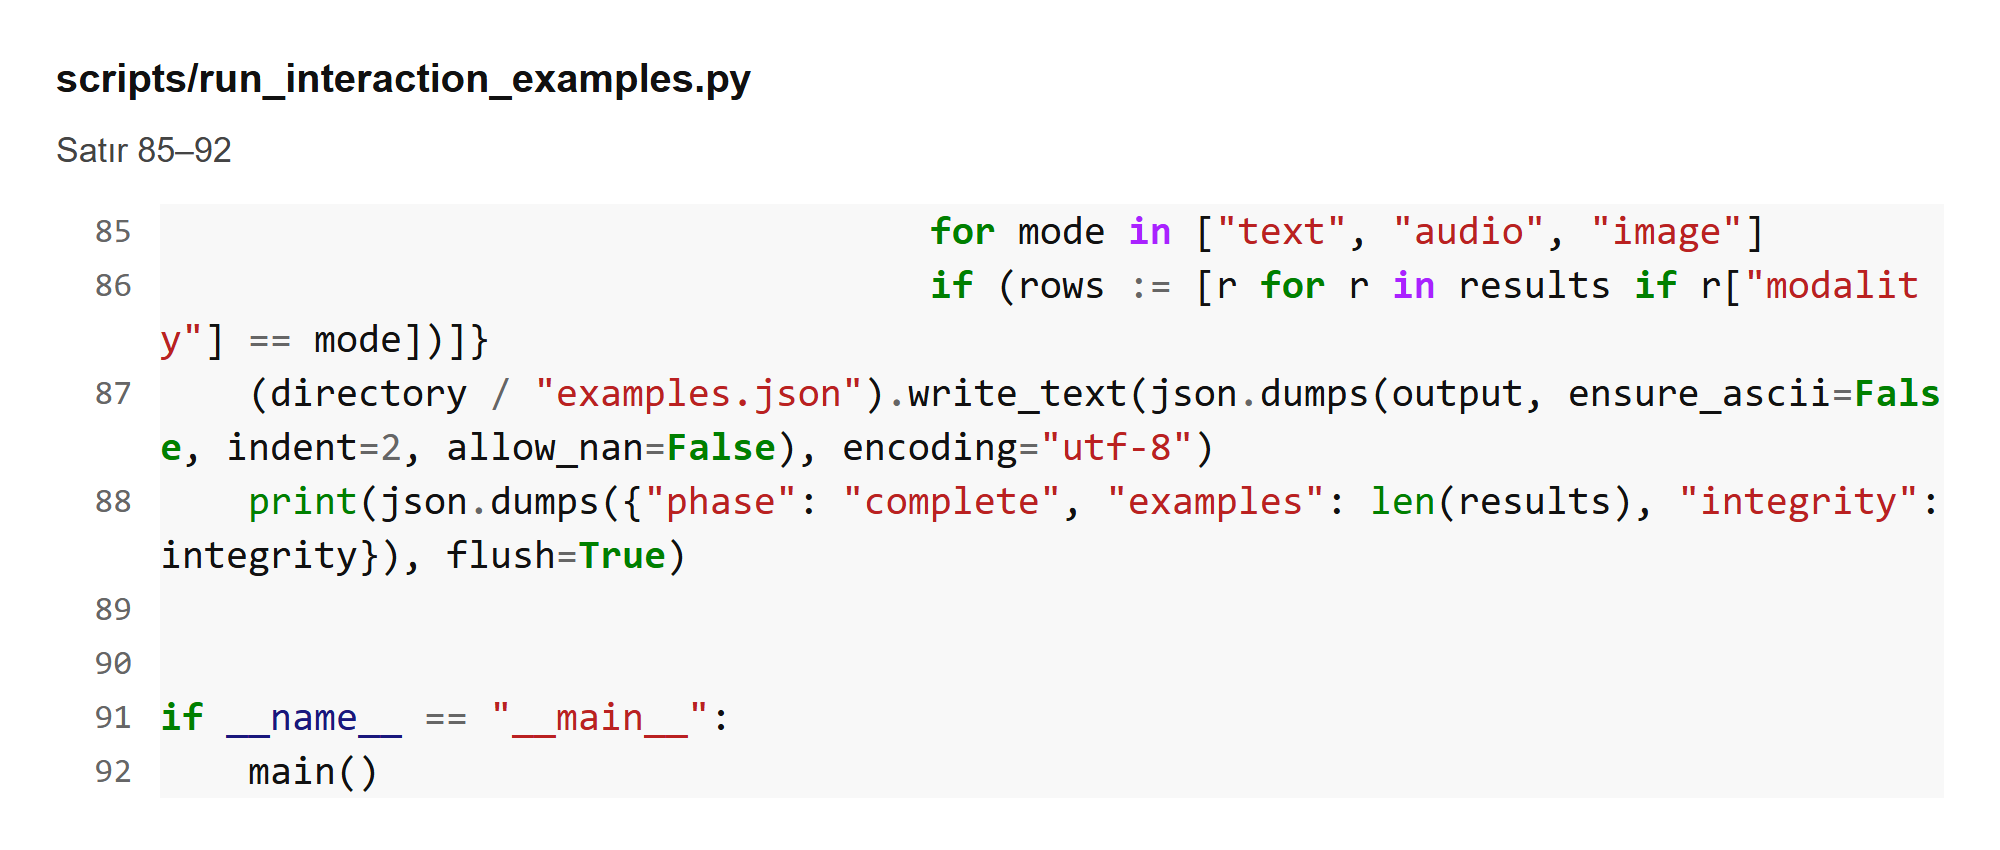 scripts/run_interaction_examples.py
Satır 85–92
85                                    for mode in ["text", "audio", "image"]
86                                    if (rows := [r for r in results if r["modalit
y"] == mode])]}
87     (directory / "examples.json").write_text(json.dumps(output, ensure_ascii=Fals
e, indent=2, allow_nan=False), encoding="utf-8")
88     print(json.dumps({"phase": "complete", "examples": len(results), "integrity":
integrity}), flush=True)
89
90
91 if __name__ == "__main__":
92     main()